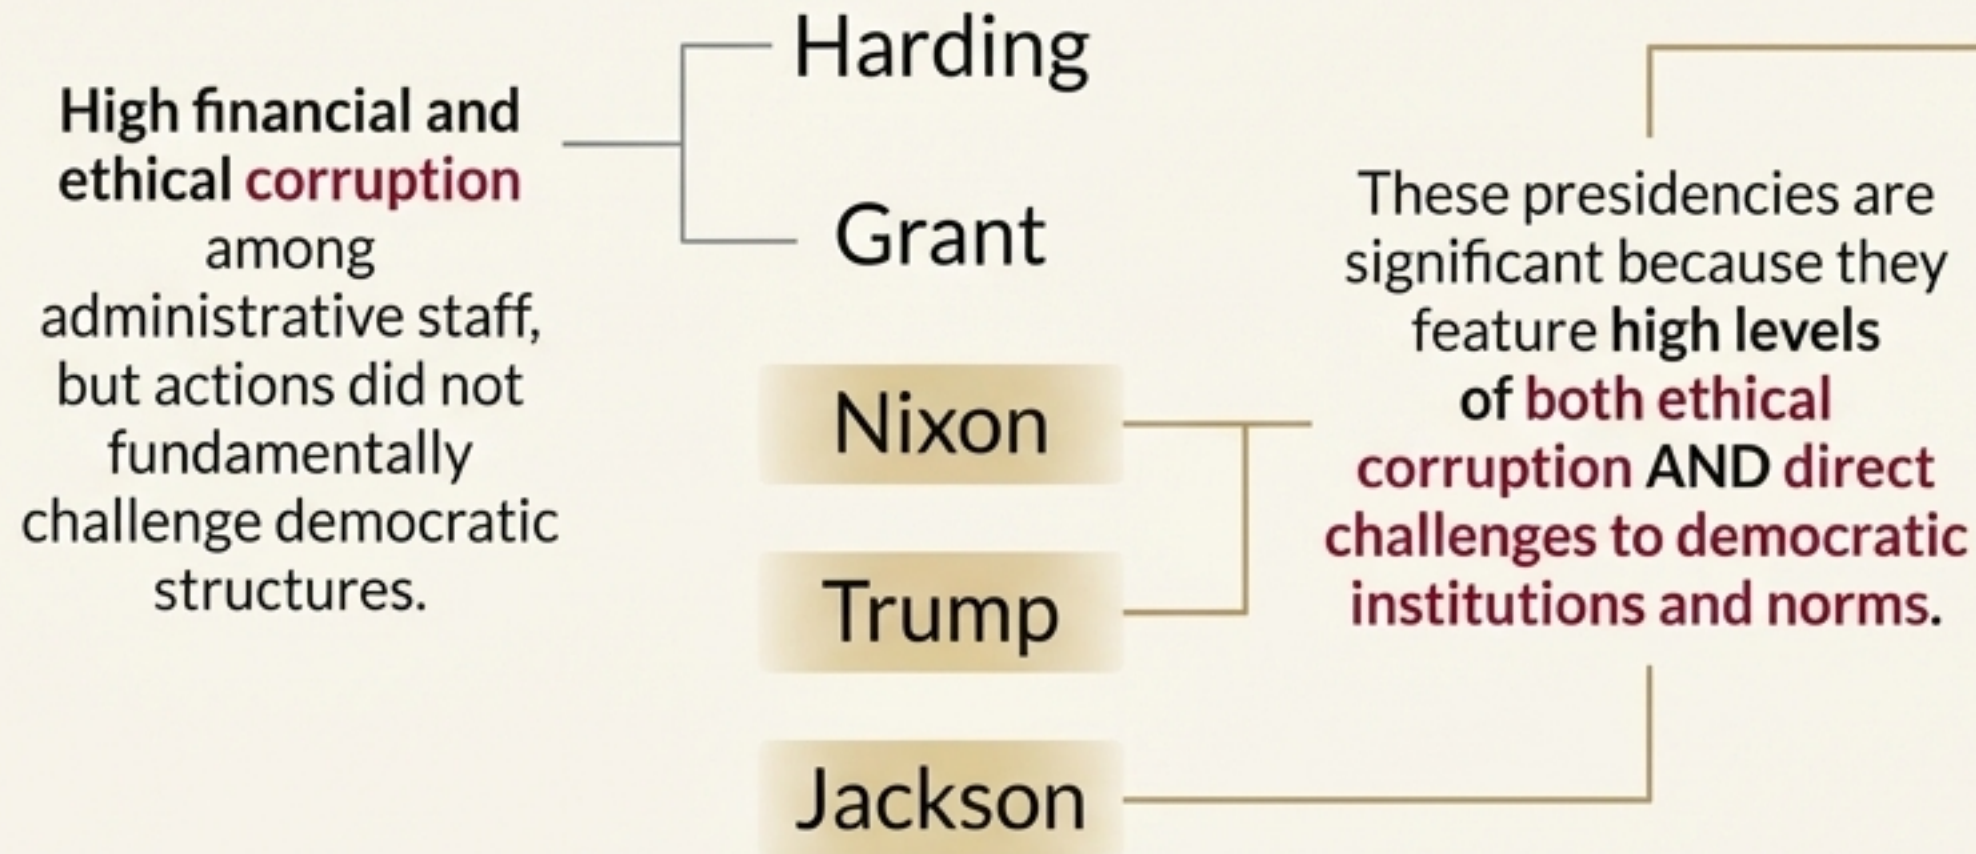 High financial and
ethical corruption
among
administrative staff,
but actions did not
fundamentally
challenge democratic
structures.
Harding
Grant
Nixon
Trump
Jackson
These presidencies are
significant because they
feature high levels
of both ethical
corruption AND direct
challenges to democratic
institutions and norms.